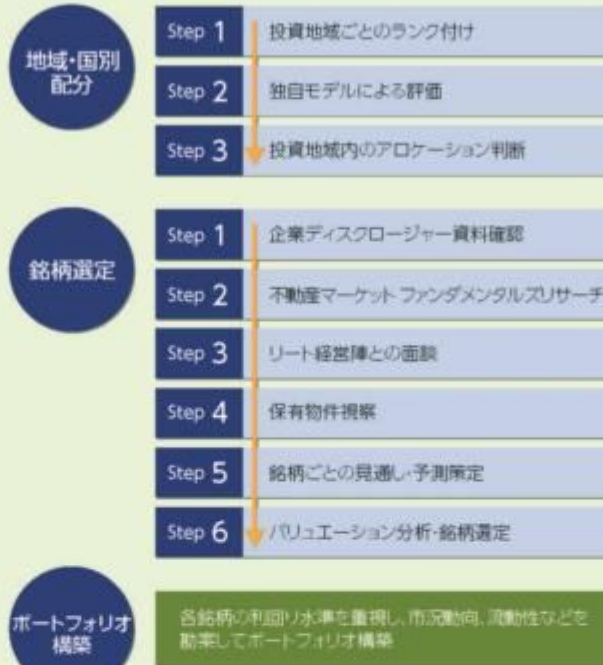 地域・国別
配分
Step 1 投資地域ごとのランク付け
Step 2 独自モデルによる評価
Step 3 投資地域内のアロケーション判断
銘柄選定
Step 1 企業ディスクロージャー資料確認
Step 2 不動産マーケットファンダメンタルズリサーチ
Step 3 リート経営陣との面談
Step 4 保有物件視察
Step 5 銘柄ごとの見通し・予測策定
Step 6 バリュエーション分析・銘柄選定
ポートフォリオ
構築
各銘柄の利回り水準を重視し、市況動向、流動性などを
勘案してポートフォリオ構築